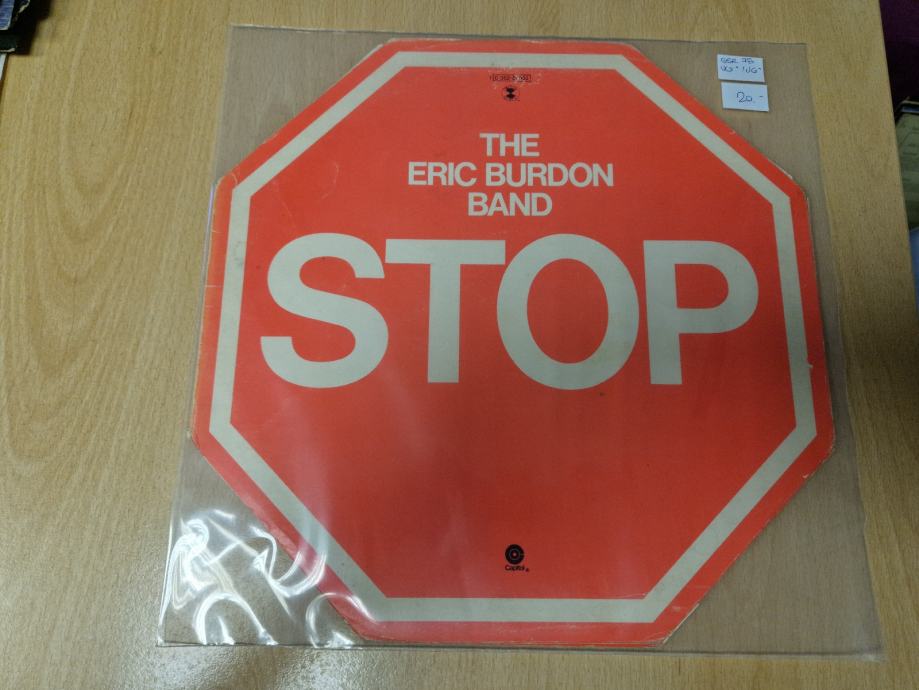 THE
ERIC BURDON
BAND
STOP
Capitol
20.-